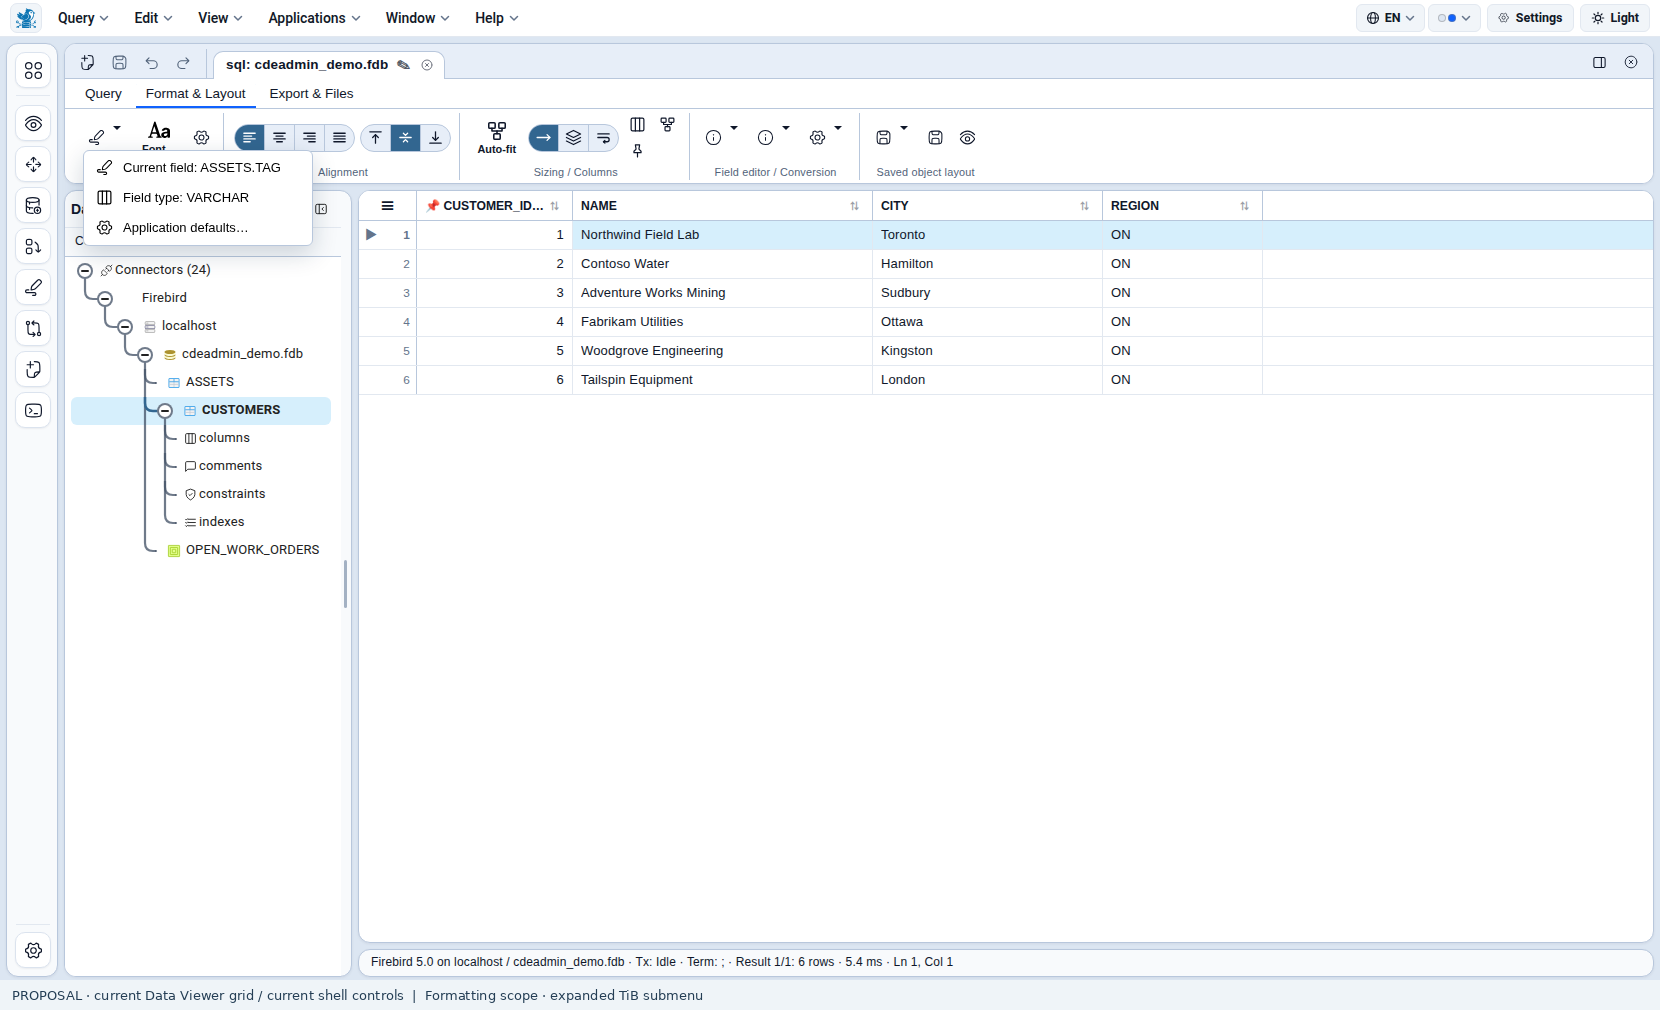 Query Edit View Applications Window Help EN Settings Light
sql: cdeadmin_demo.fdb
Query Format & Layout Export & Files
Aa
Font
Auto-fit
Alignment Sizing / Columns Field editor / Conversion Saved object layout
Current field: ASSETS.TAG
Field type: VARCHAR
Application defaults…
Connectors (24)
Firebird
localhost
cdeadmin_demo.fdb
ASSETS
CUSTOMERS
columns
comments
constraints
indexes
OPEN_WORK_ORDERS
CUSTOMER_ID… NAME CITY REGION
1 1 Northwind Field Lab Toronto ON
2 2 Contoso Water Hamilton ON
3 3 Adventure Works Mining Sudbury ON
4 4 Fabrikam Utilities Ottawa ON
5 5 Woodgrove Engineering Kingston ON
6 6 Tailspin Equipment London ON
Firebird 5.0 on localhost / cdeadmin_demo.fdb · Tx: Idle · Term: ; · Result 1/1: 6 rows · 5.4 ms · Ln 1, Col 1
PROPOSAL · current Data Viewer grid / current shell controls | Formatting scope · expanded TiB submenu